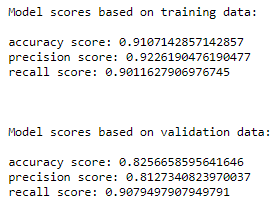 Model scores based on training data:
accuracy score: 0.9107142857142857
precision score: 0.9226190476190477
recall score: 0.9011627906976745
Model scores based on validation data:
accuracy score: 0.8256658595641646
precision score: 0.8127340823970037
recall score: 0.9079497907949791